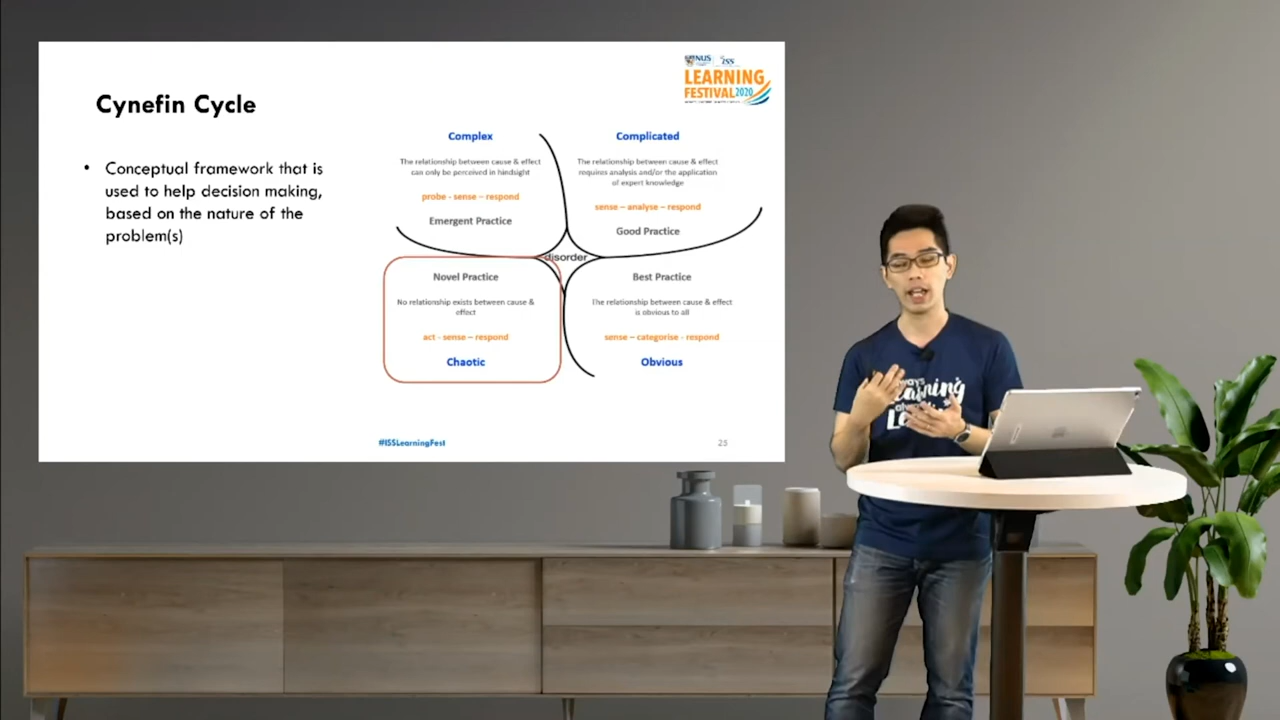 NUS
ISS
LEARNING
FESTIVAL 2020
Cynefin Cycle
• Conceptual framework that is
used to help decision making,
based on the nature of the
problem(s)
Complex
The relationship between cause & effect
can only be perceived in hindsight
probe - sense – respond
Emergent Practice
Complicated
The relationship between cause & effect
requires analysis and/or the application
of expert knowledge
sense – analyse – respond
Good Practice
disorder
Novel Practice
No relationship exists between cause &
effect
act - sense – respond
Chaotic
Best Practice
The relationship between cause & effect
is obvious to all
sense – categorise - respond
Obvious
#ISSLearningFest
25
always
Learning